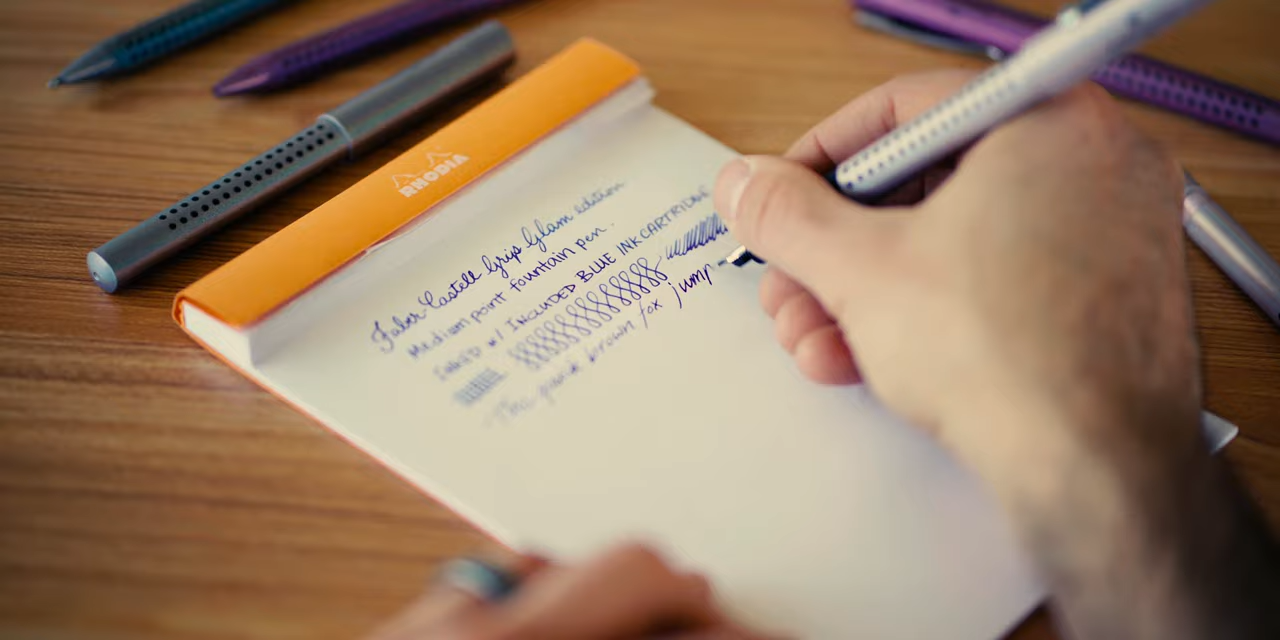 RHODIA
Faber-Castell Grip Glam edition
Medium point fountain pen.
INKED w/ INCLUDED BLUE INK CARTRIDGE
The quick brown fox jump